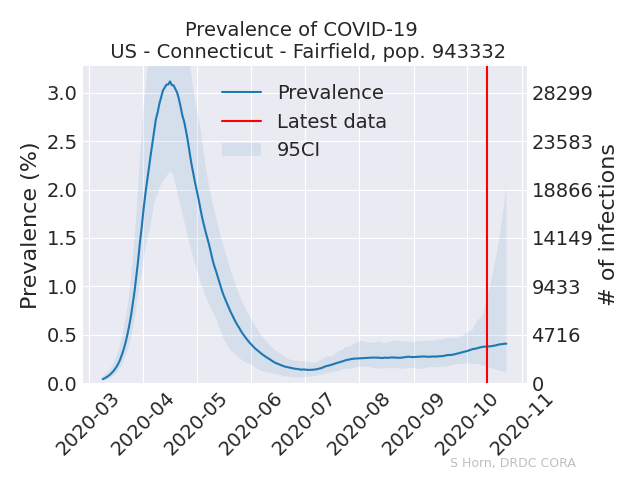 Prevalence of COVID-19
US - Connecticut - Fairfield, pop. 943332
Prevalence
Latest data
95CI
Prevalence (%)
3.0
2.5
2.0
1.5
1.0
0.5
0.0
28299
23583
18866
14149
9433
4716
0
# of infections
2020-03
2020-04
2020-05
2020-06
2020-07
2020-08
2020-09
2020-10
2020-11
S Horn, DRDC CORA